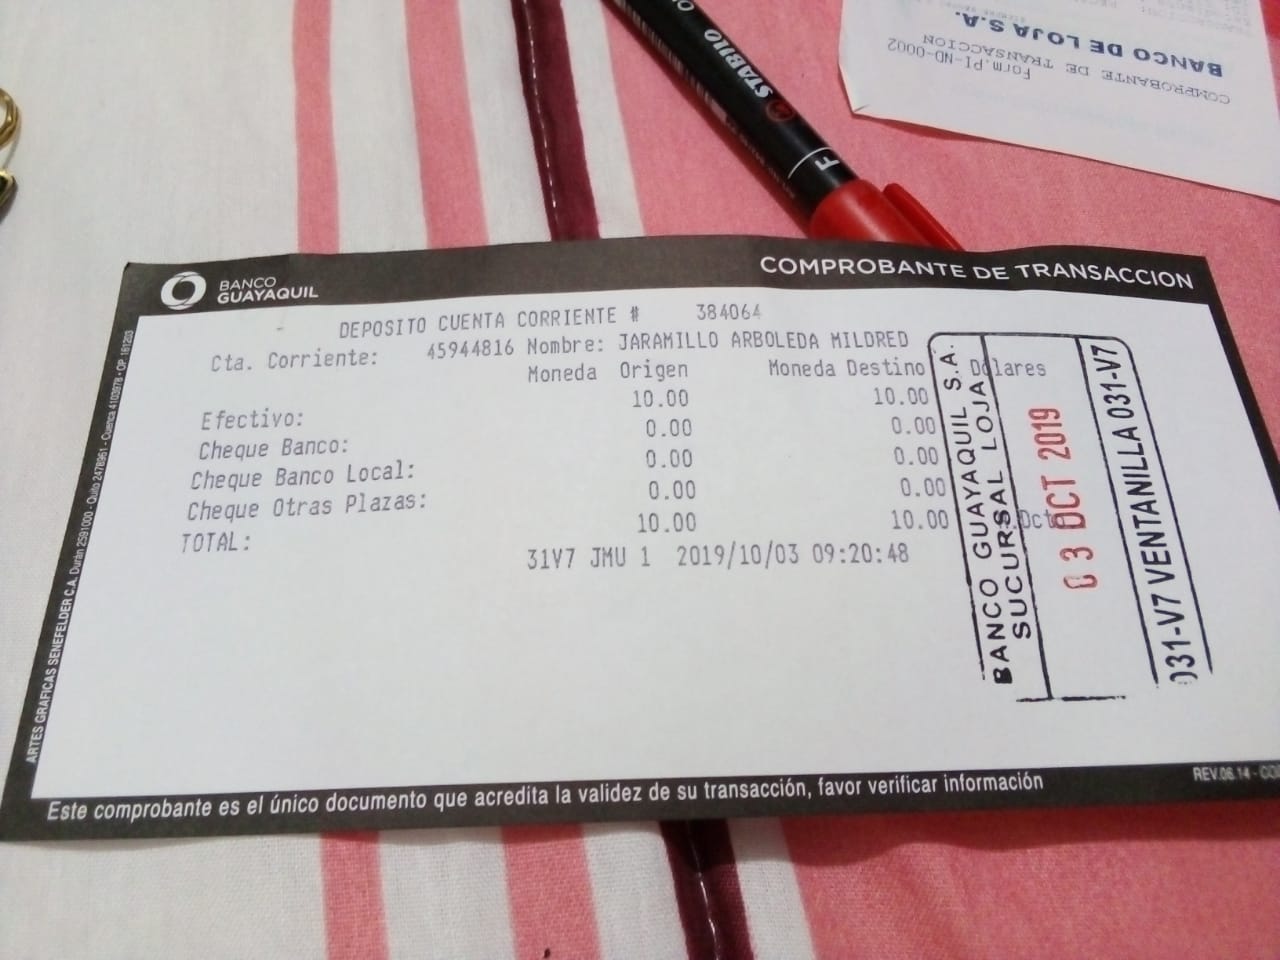 STABILO
F
BANCO DE LOJA S.A.
COMPROBANTE DE TRANSACCION
Form.PI-ND-0002
BANCO
GUAYAQUIL
COMPROBANTE DE TRANSACCION
DEPOSITO CUENTA CORRIENTE # 384064
Cta. Corriente: 45944816 Nombre: JARAMILLO ARBOLEDA MILDRED
Moneda Origen Moneda Destino Dólares
Efectivo: 10.00 10.00
Cheque Banco: 0.00 0.00
Cheque Banco Local: 0.00 0.00
Cheque Otras Plazas: 0.00 0.00
TOTAL: 10.00 10.00
31V7 JMU 1 2019/10/03 09:20:48
BANCO GUAYAQUIL S.A.
SUCURSAL LOJA
03 OCT 2019
031-V7 VENTANILLA 031-V7
ARTES GRAFICAS SENEFELDER C.A. Durán 2591000 - Quito 2478961 - Cuenca 4103978 - OP. 161203
Este comprobante es el único documento que acredita la validez de su transacción, favor verificar información
REV.06.14